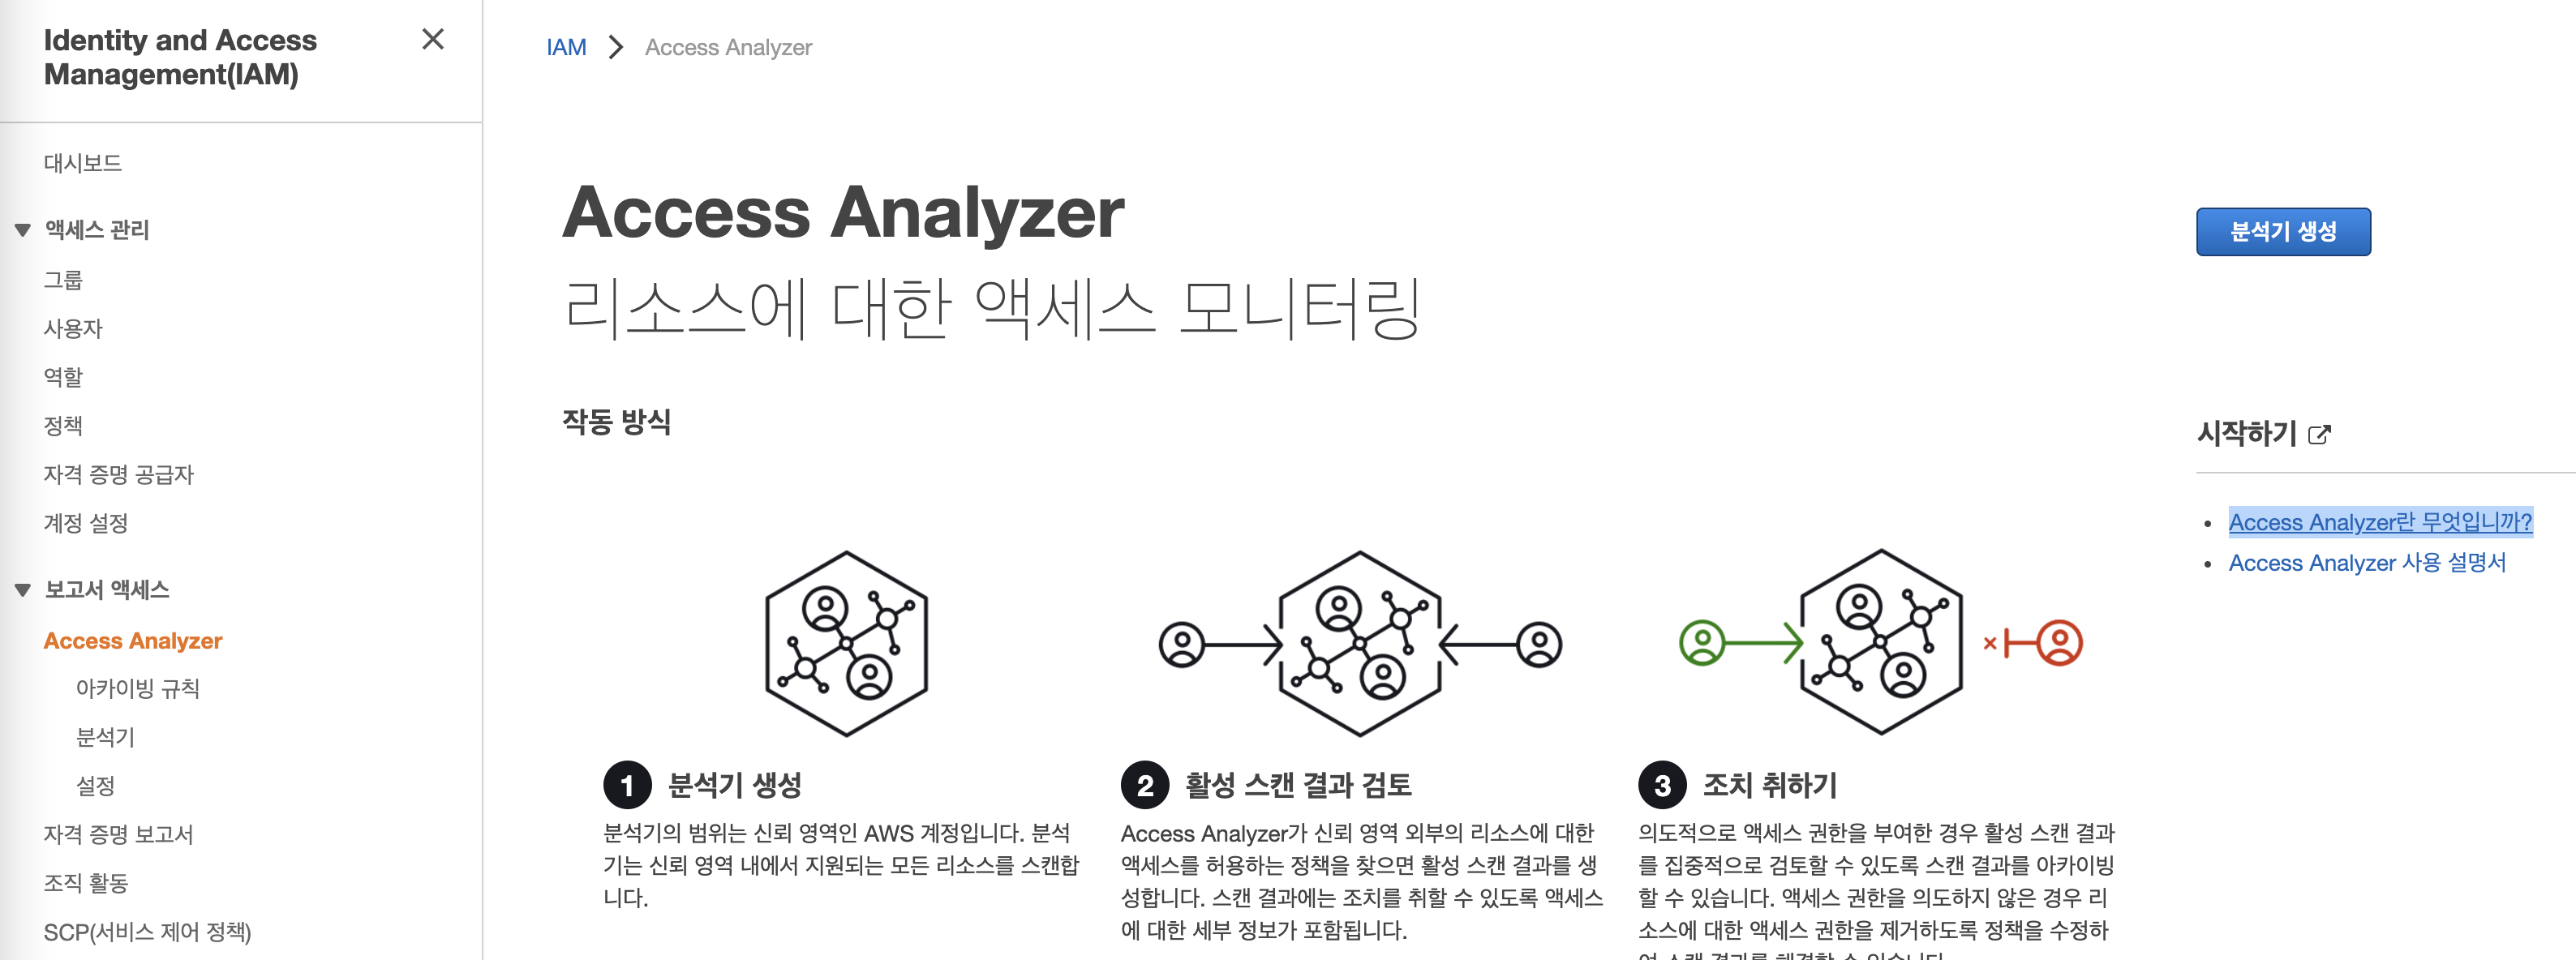 Identity and Access
Management(IAM)
대시보드
액세스 관리
그룹
사용자
역할
정책
자격 증명 공급자
계정 설정
보고서 액세스
Access Analyzer
아카이빙 규칙
분석기
설정
자격 증명 보고서
조직 활동
SCP(서비스 제어 정책)
IAM > Access Analyzer
Access Analyzer
리소스에 대한 액세스 모니터링
분석기 생성
작동 방식
1 분석기 생성
분석기의 범위는 신뢰 영역인 AWS 계정입니다. 분석
기는 신뢰 영역 내에서 지원되는 모든 리소스를 스캔합
니다.
2 활성 스캔 결과 검토
Access Analyzer가 신뢰 영역 외부의 리소스에 대한
액세스를 허용하는 정책을 찾으면 활성 스캔 결과를 생
성합니다. 스캔 결과에는 조치를 취할 수 있도록 액세스
에 대한 세부 정보가 포함됩니다.
3 조치 취하기
의도적으로 액세스 권한을 부여한 경우 활성 스캔 결과
를 집중적으로 검토할 수 있도록 스캔 결과를 아카이빙
할 수 있습니다. 액세스 권한을 의도하지 않은 경우 리
소스에 대한 액세스 권한을 제거하도록 정책을 수정하
시작하기
Access Analyzer란 무엇입니까?
Access Analyzer 사용 설명서